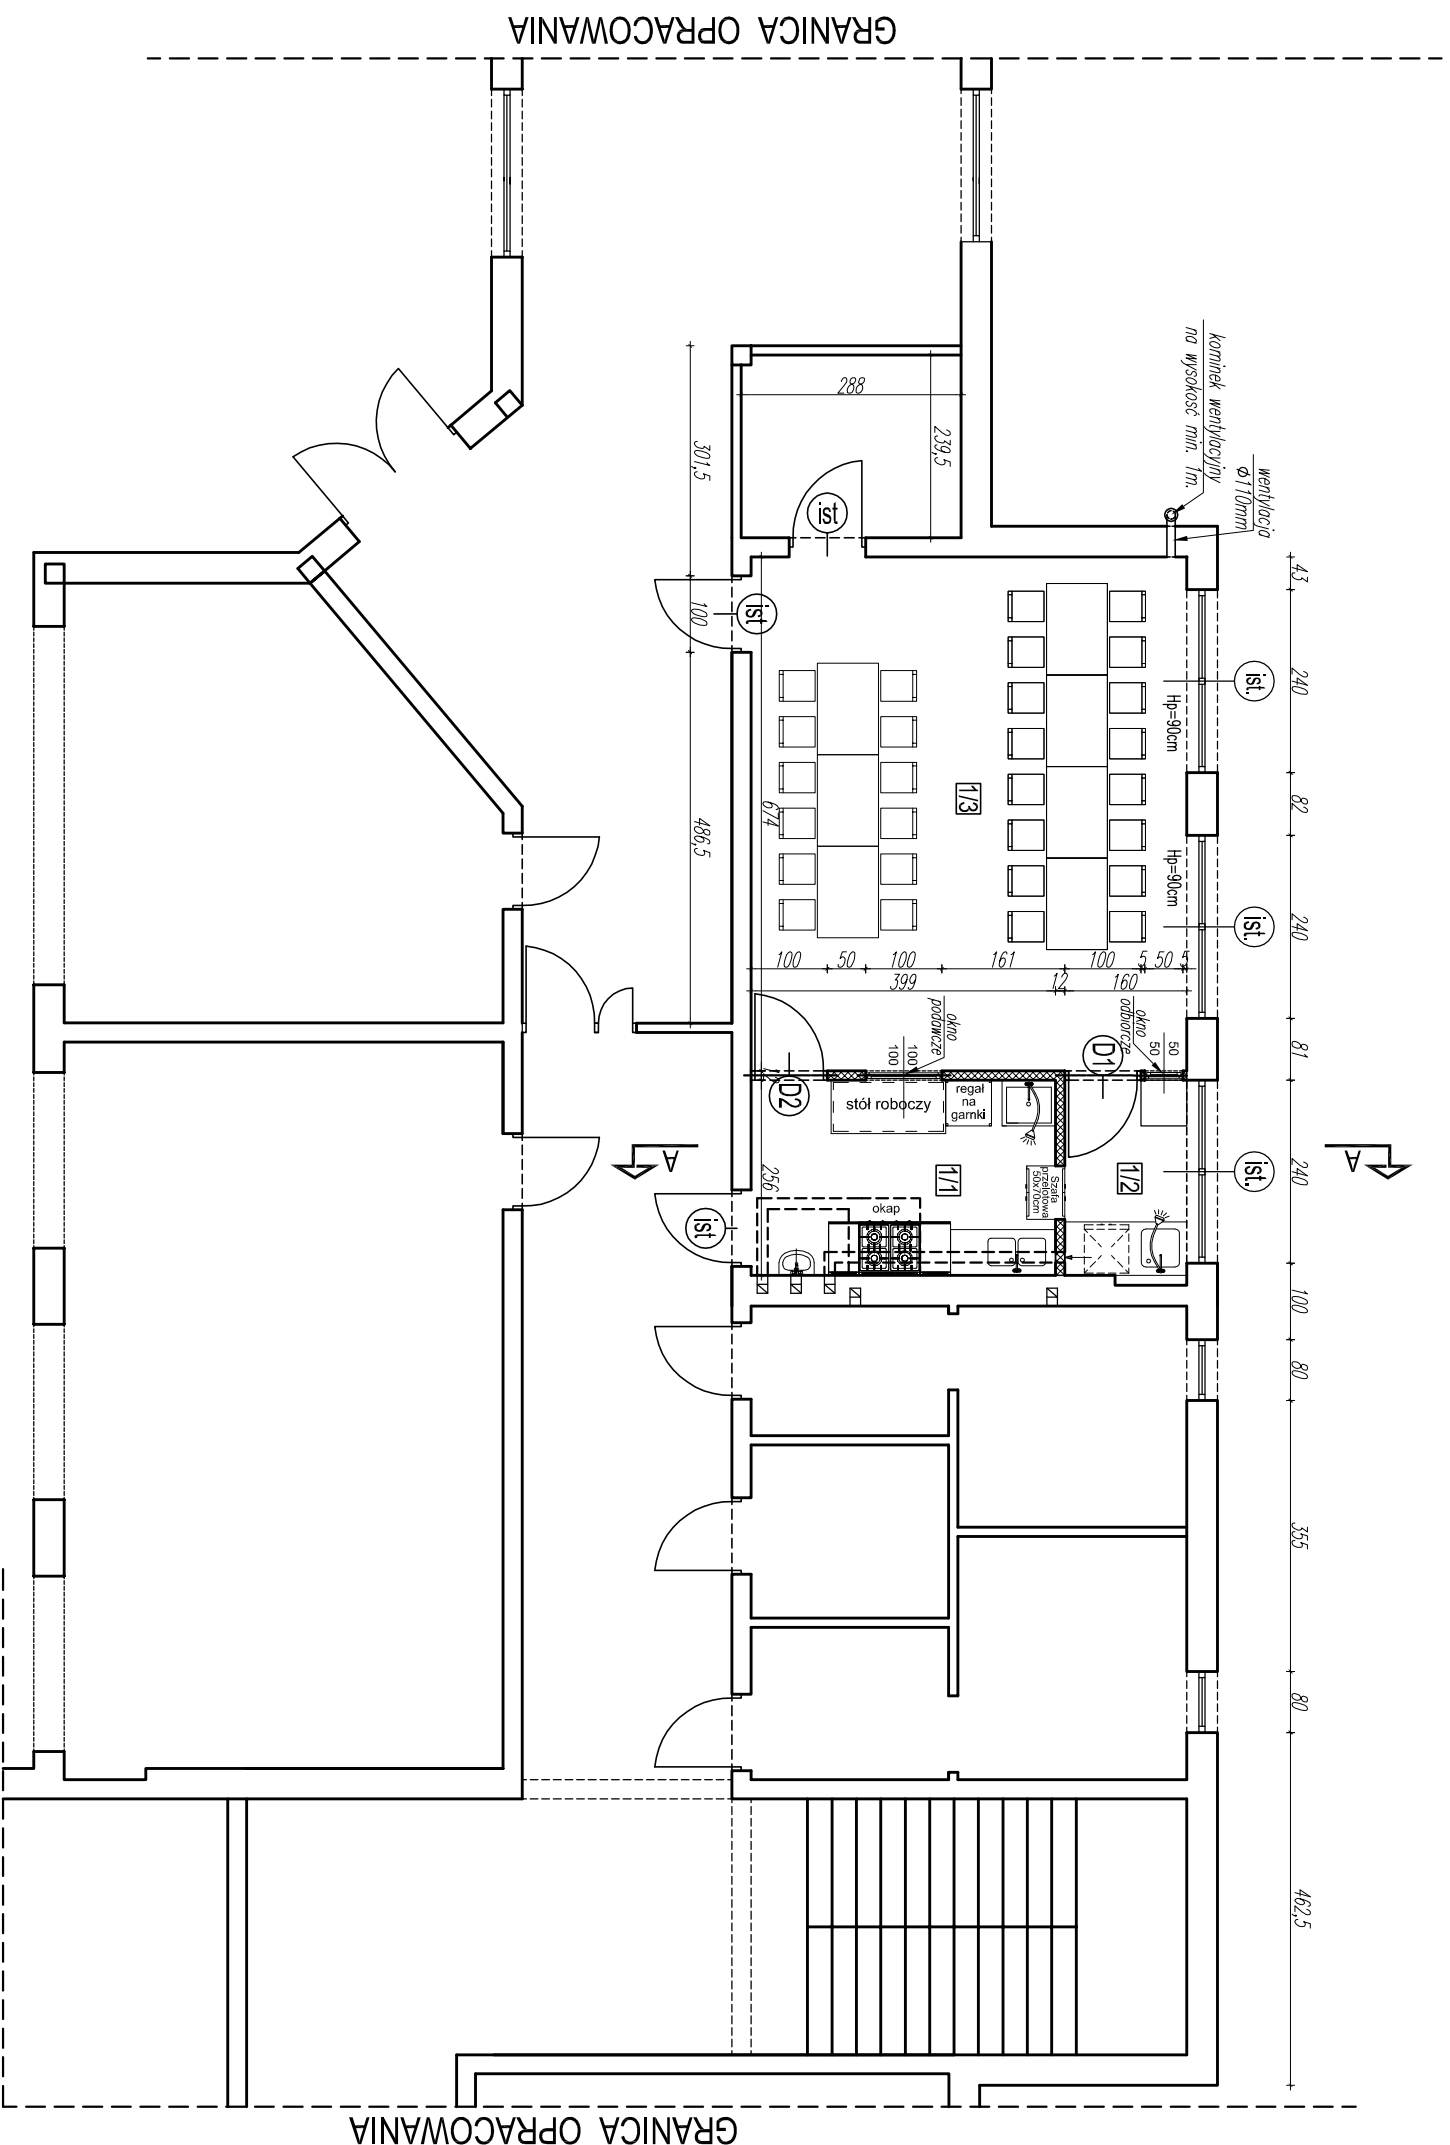 GRANICA OPRACOWANIA
kominek wentylacyjny
na wysokość min. 1m.
wentylacja
ϕ110mm
288
239,5
301,5
100
486,5
ist
ist
43
240
82
240
81
240
100
80
355
80
462,5
ist.
ist.
ist.
Hp=90cm
Hp=90cm
1/3
674
100
50
100
161
100
5
50
5
399
12
160
okno
podawcze
okno
odbiorcze
100
100
50
50
D1
D2
stół roboczy
regał
na
garnki
1/1
1/2
Szafa
przelotowa
50x70cm
256
okap
ist
A
A
GRANICA OPRACOWANIA